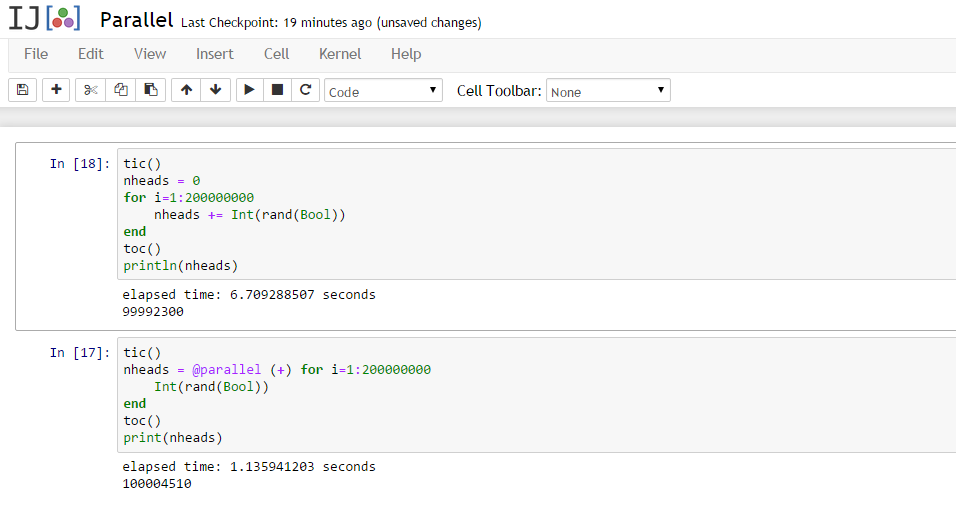 IJ[ ] Parallel Last Checkpoint: 19 minutes ago (unsaved changes)
File Edit View Insert Cell Kernel Help
Code Cell Toolbar: None
In [18]: tic()
nheads = 0
for i=1:200000000
    nheads += Int(rand(Bool))
end
toc()
println(nheads)
elapsed time: 6.709288507 seconds
99992300
In [17]: tic()
nheads = @parallel (+) for i=1:200000000
    Int(rand(Bool))
end
toc()
print(nheads)
elapsed time: 1.135941203 seconds
100004510